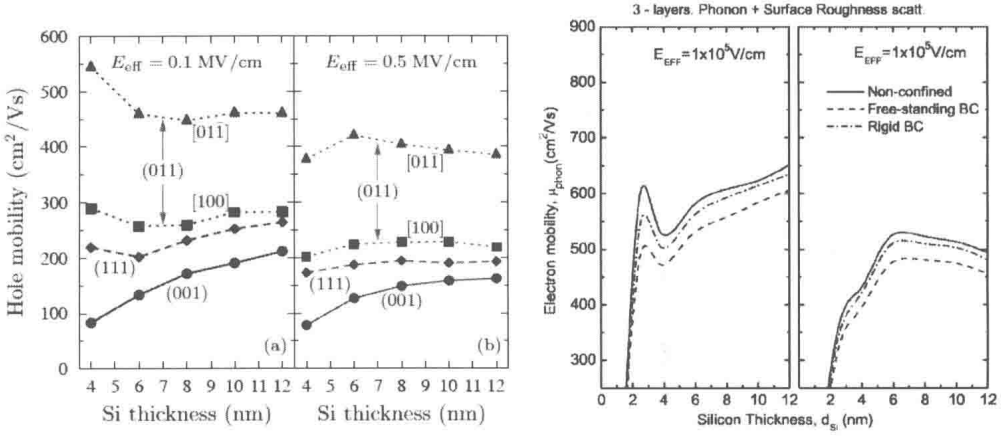 3 - layers. Phonon + Surface Roughness scatt.
600
500
400
300
200
100
0
Hole mobility (cm²/Vs)
E_eff = 0.1 MV/cm
[011̄]
(011)
[100]
(111)
(001)
(a)
4 5 6 7 8 9 10 11 12
Si thickness (nm)
E_eff = 0.5 MV/cm
[011̄]
(011)
[100]
(111)
(001)
(b)
4 5 6 7 8 9 10 11 12
Si thickness (nm)
900
800
700
600
500
400
300
Electron mobility, μ_phon (cm²/Vs)
E_EFF=1x10⁵V/cm
0 2 4 6 8 10 12
E_EFF=1x10⁵V/cm
Non-confined
Free-standing BC
Rigid BC
2 4 6 8 10 12
Silicon Thickness, d_Si (nm)